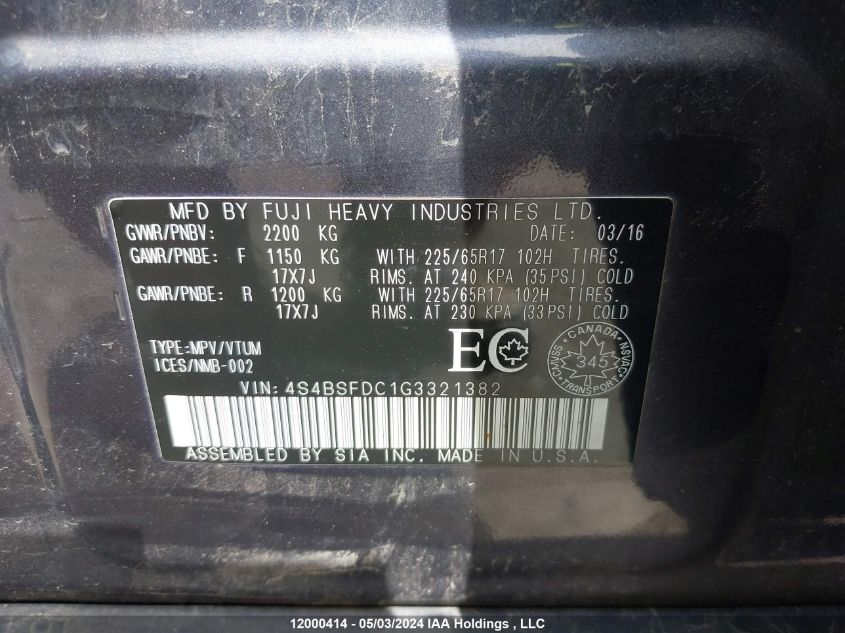 MFD BY FUJI HEAVY INDUSTRIES LTD.
GVWR/PNBV: 2200 KG DATE: 03/16
GAWR/PNBE: F 1150 KG WITH 225/65R17 102H TIRES.
17X7J RIMS. AT 240 KPA (35PSI) COLD
GAWR/PNBE: R 1200 KG WITH 225/65R17 102H TIRES.
17X7J RIMS. AT 230 KPA (33PSI) COLD
TYPE:MPV/VTUM
ICES/NMB-002
EC
CANADA
CMVSS 345 NSVAC
TRANSPORT
VIN: 4S4BSFDC1G3321382
ASSEMBLED BY SIA INC. MADE IN U.S.A.
12000414 - 05/03/2024 IAA Holdings , LLC